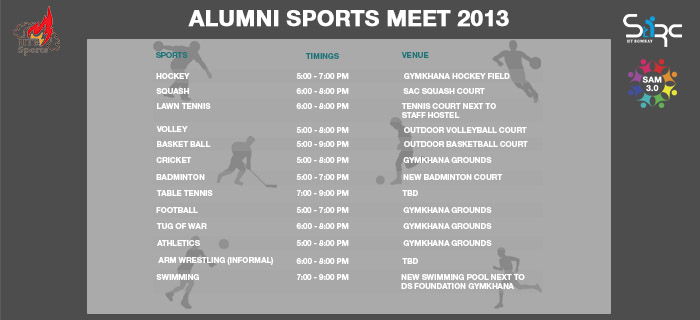 ALUMNI SPORTS MEET 2013
Sports
SARC
IIT BOMBAY
SAM
3.0
SPORTS TIMINGS VENUE
HOCKEY 5:00 - 7:00 PM GYMKHANA HOCKEY FIELD
SQUASH 6:00 - 8:00 PM SAC SQUASH COURT
LAWN TENNIS 6:00 - 8:00 PM TENNIS COURT NEXT TO
STAFF HOSTEL
VOLLEY 5:00 - 8:00 PM OUTDOOR VOLLEYBALL COURT
BASKET BALL 5:00 - 9:00 PM OUTDOOR BASKETBALL COURT
CRICKET 5:00 - 8:00 PM GYMKHANA GROUNDS
BADMINTON 5:00 - 7:00 PM NEW BADMINTON COURT
TABLE TENNIS 7:00 - 9:00 PM TBD
FOOTBALL 5:00 - 7:00 PM GYMKHANA GROUNDS
TUG OF WAR 6:00 - 8:00 PM GYMKHANA GROUNDS
ATHLETICS 5:00 - 8:00 PM GYMKHANA GROUNDS
ARM WRESTLING (INFORMAL) 6:00 - 8:00 PM TBD
SWIMMING 7:00 - 9:00 PM NEW SWIMMING POOL NEXT TO
DS FOUNDATION GYMKHANA